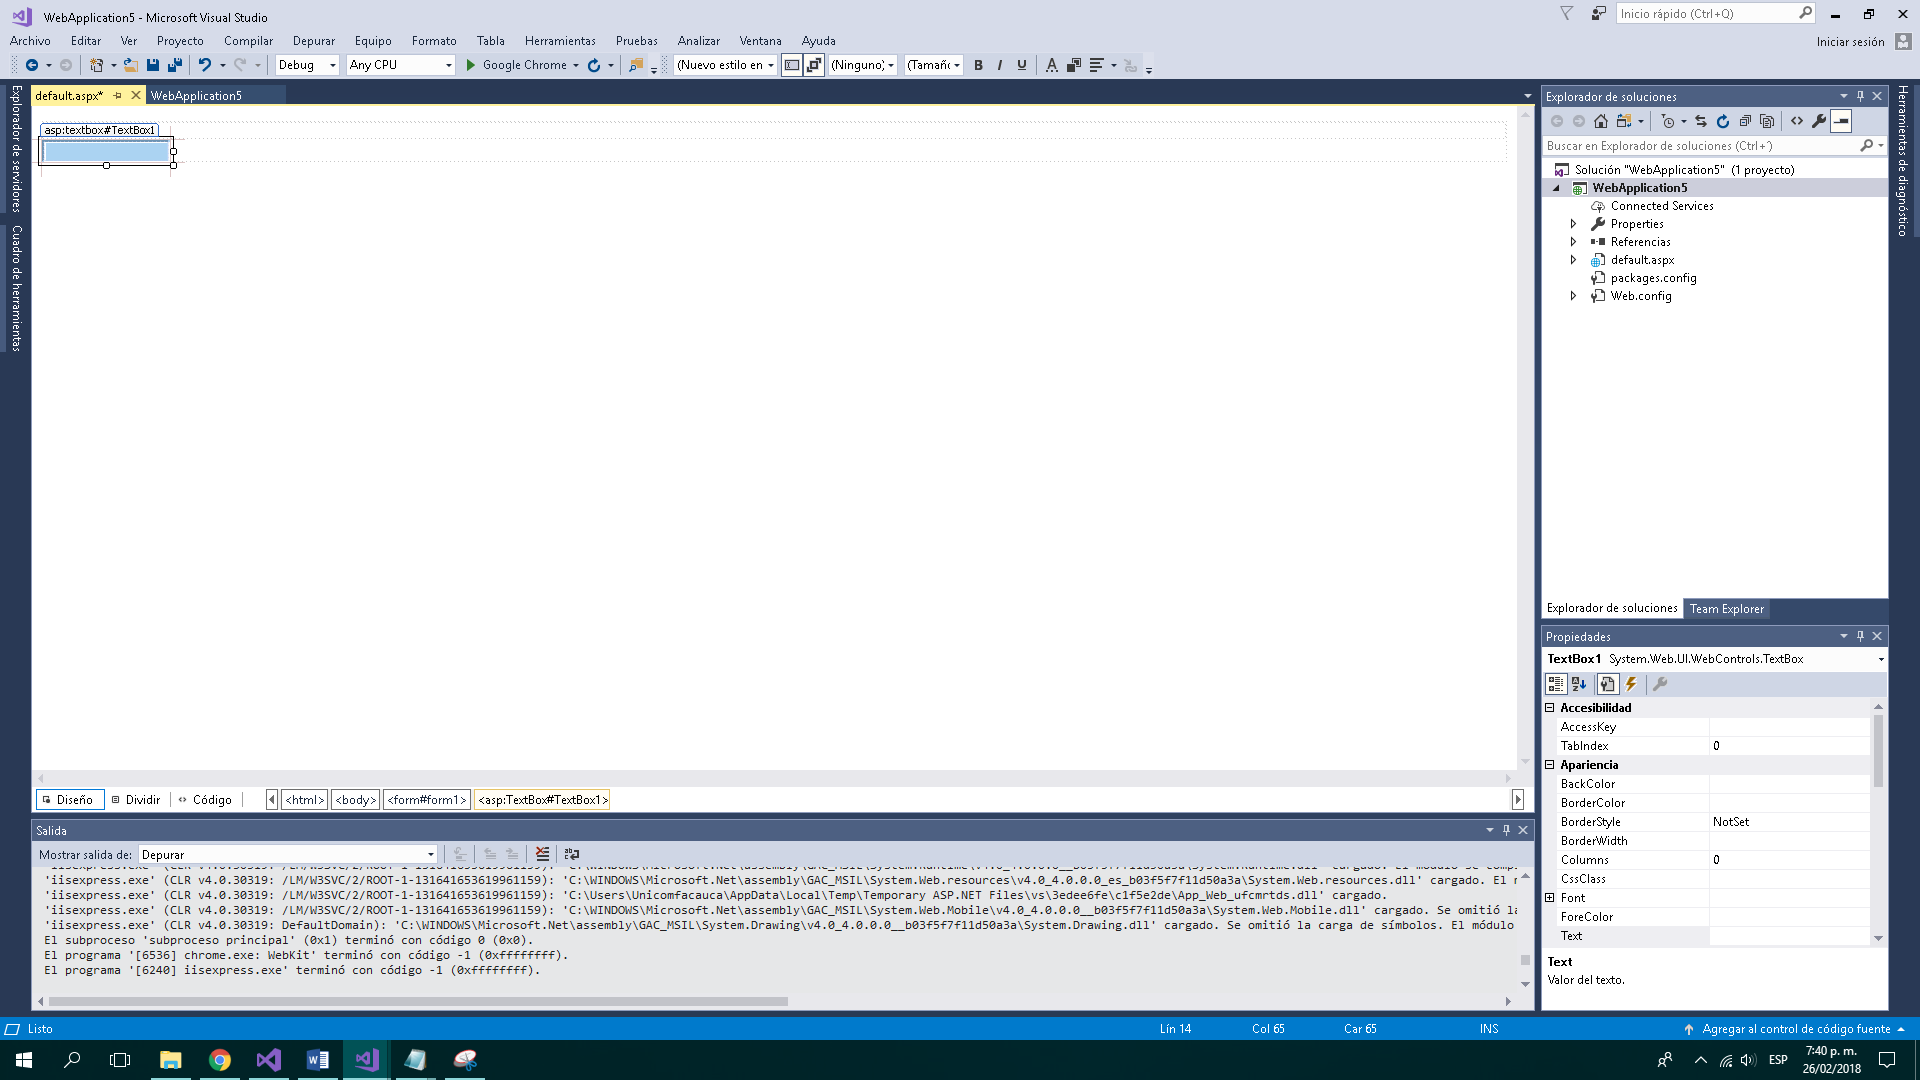 WebApplication5 - Microsoft Visual Studio
Inicio rápido (Ctrl+Q)
Archivo Editar Ver Proyecto Compilar Depurar Equipo Formato Tabla Herramientas Pruebas Analizar Ventana Ayuda
Iniciar sesión
Debug Any CPU Google Chrome (Nuevo estilo en (Ninguno) (Tamañ B I U A
Explorador de servidores
Cuadro de herramientas
default.aspx* WebApplication5
asp:textbox#TextBox1
Diseño Dividir Código <html> <body> <form#form1> <asp:TextBox#TextBox1>
Salida
Mostrar salida de: Depurar
'iisexpress.exe' (CLR v4.0.30319: /LM/W3SVC/2/ROOT-1-131641653619961159): 'C:\WINDOWS\Microsoft.Net\assembly\GAC_MSIL\System.Web.resources\v4.0_4.0.0.0_es_b03f5f7f11d50a3a\System.Web.resources.dll' cargado. El
'iisexpress.exe' (CLR v4.0.30319: /LM/W3SVC/2/ROOT-1-131641653619961159): 'C:\Users\Unicomfacauca\AppData\Local\Temp\Temporary ASP.NET Files\vs\3edee6fe\c1f5e2de\App_Web_ufcmrtds.dll' cargado.
'iisexpress.exe' (CLR v4.0.30319: /LM/W3SVC/2/ROOT-1-131641653619961159): 'C:\WINDOWS\Microsoft.Net\assembly\GAC_MSIL\System.Web.Mobile\v4.0_4.0.0.0__b03f5f7f11d50a3a\System.Web.Mobile.dll' cargado. Se omitió la
'iisexpress.exe' (CLR v4.0.30319: DefaultDomain): 'C:\WINDOWS\Microsoft.Net\assembly\GAC_MSIL\System.Drawing\v4.0_4.0.0.0__b03f5f7f11d50a3a\System.Drawing.dll' cargado. Se omitió la carga de símbolos. El módulo
El subproceso 'subproceso principal' (0x1) terminó con código 0 (0x0).
El programa '[6536] chrome.exe: WebKit' terminó con código -1 (0xffffffff).
El programa '[6240] iisexpress.exe' terminó con código -1 (0xffffffff).
Explorador de soluciones
Buscar en Explorador de soluciones (Ctrl+´)
Solución "WebApplication5" (1 proyecto)
WebApplication5
Connected Services
Properties
Referencias
default.aspx
packages.config
Web.config
Explorador de soluciones Team Explorer
Herramientas de diagnóstico
Propiedades
TextBox1 System.Web.UI.WebControls.TextBox
Accesibilidad
AccessKey
TabIndex 0
Apariencia
BackColor
BorderColor
BorderStyle NotSet
BorderWidth
Columns 0
CssClass
Font
ForeColor
Text
Text
Valor del texto.
Listo Lín 14 Col 65 Car 65 INS Agregar al control de código fuente
ESP 7:40 p. m.
26/02/2018